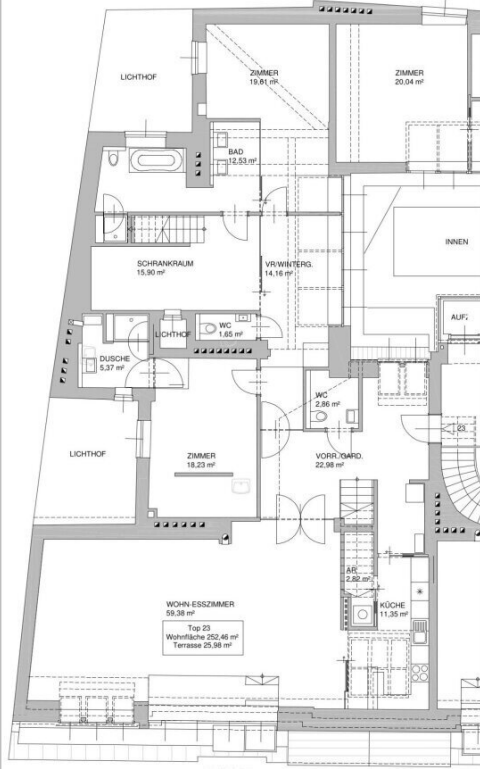 LICHTHOF
ZIMMER
19,61 m²
ZIMMER
20.04 m²
BAD
12,53 m²
SCHRANKRAUM
15,90 m²
VR/WINTERG.
14,16 m²
INNEN
AUFZ
LICHTHOF
WC
1.65 m²
DUSCHE
5,37 m²
WC
2,86 m²
LICHTHOF
ZIMMER
18,23 m²
VORR./GARD.
22,98 m²
23
AR
2,82 m²
KÜCHE
11,35 m²
WOHN-ESSZIMMER
59,38 m²
Top 23
Wohnfläche 252,46 m²
Terrasse 25,98 m²